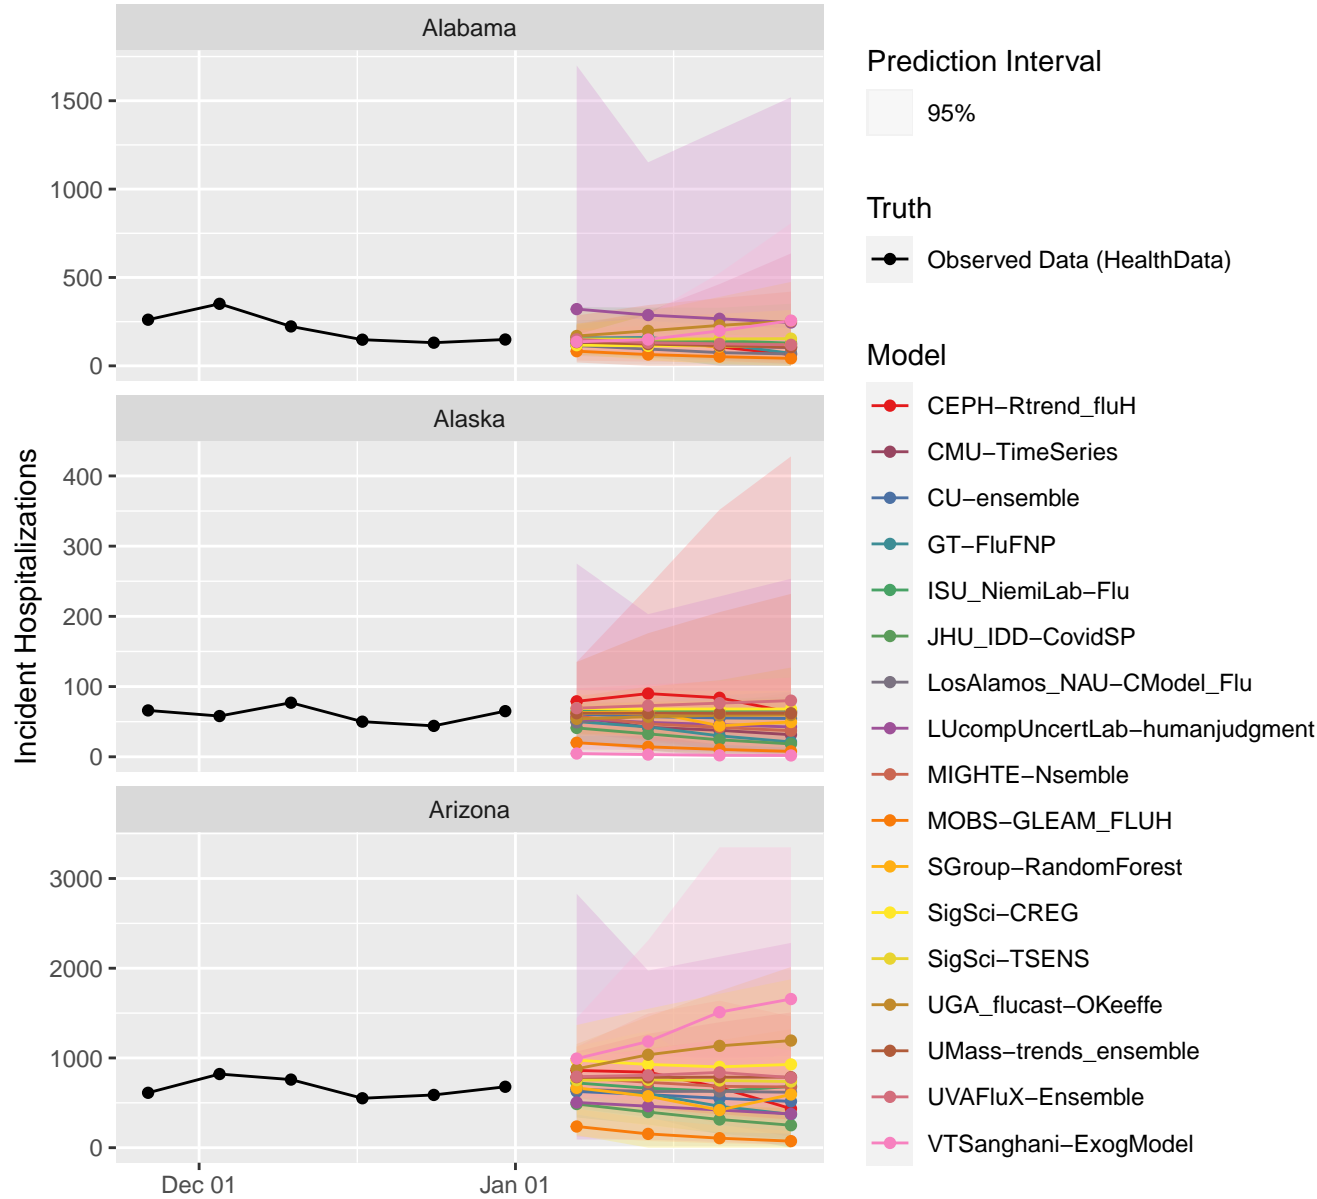 Alabama
1500
1000
500
0
Alaska
400
300
200
100
0
Arizona
3000
2000
1000
0
Dec 01
Jan 01
Incident Hospitalizations
Prediction Interval
95%
Truth
Observed Data (HealthData)
Model
CEPH−Rtrend_fluH
CMU−TimeSeries
CU−ensemble
GT−FluFNP
ISU_NiemiLab−Flu
JHU_IDD−CovidSP
LosAlamos_NAU−CModel_Flu
LUcompUncertLab−humanjudgment
MIGHTE−Nsemble
MOBS−GLEAM_FLUH
SGroup−RandomForest
SigSci−CREG
SigSci−TSENS
UGA_flucast−OKeeffe
UMass−trends_ensemble
UVAFluX−Ensemble
VTSanghani−ExogModel